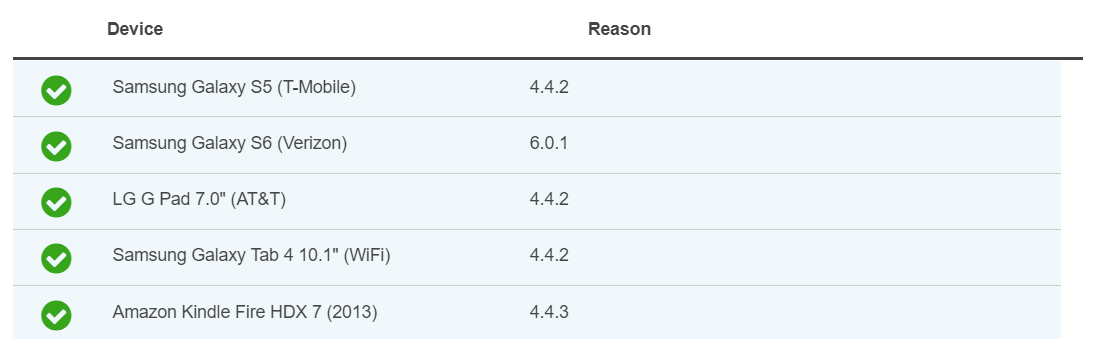 Device Reason
Samsung Galaxy S5 (T-Mobile) 4.4.2
Samsung Galaxy S6 (Verizon) 6.0.1
LG G Pad 7.0" (AT&T) 4.4.2
Samsung Galaxy Tab 4 10.1" (WiFi) 4.4.2
Amazon Kindle Fire HDX 7 (2013) 4.4.3